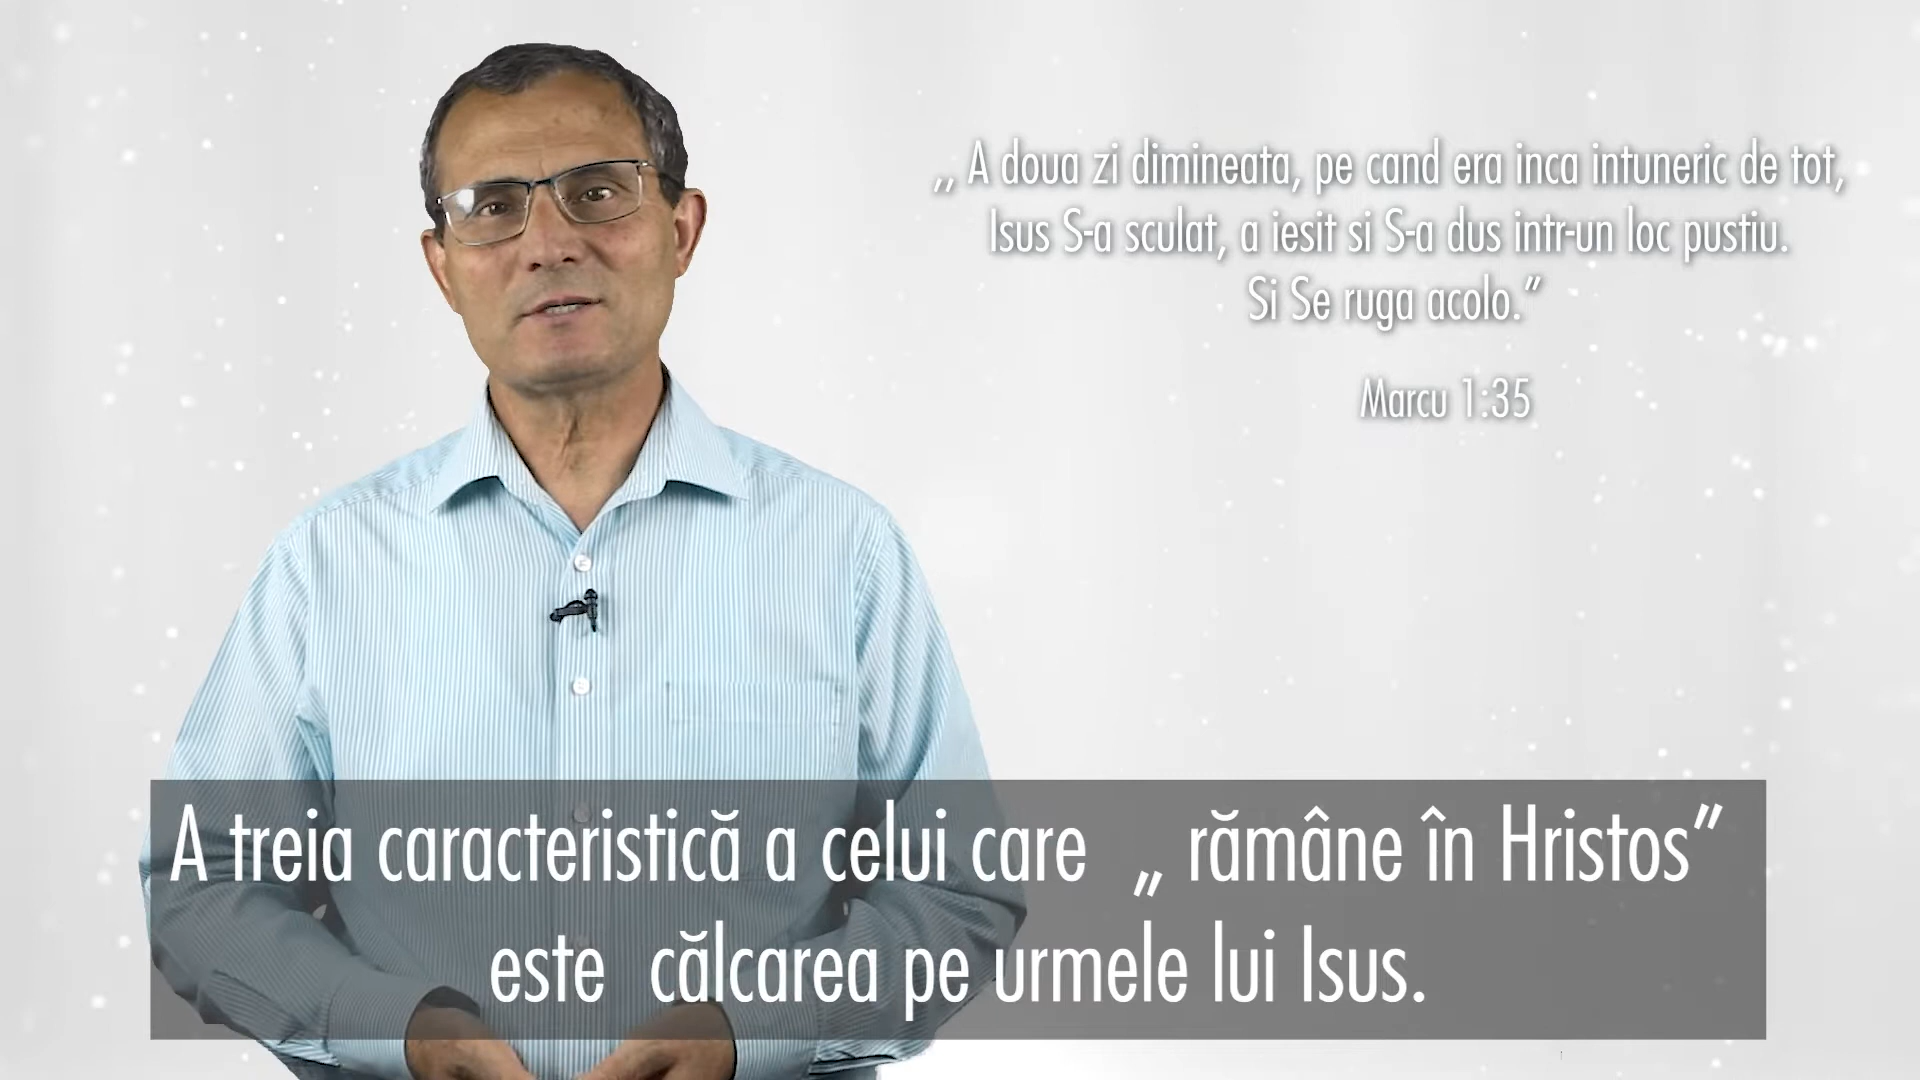 ,, A doua zi dimineata, pe cand era inca intuneric de tot,
Isus S-a sculat, a iesit si S-a dus intr-un loc pustiu.
Si Se ruga acolo.”
Marcu 1:35
A treia caracteristică a celui care „ rămâne în Hristos”
este călcarea pe urmele lui Isus.